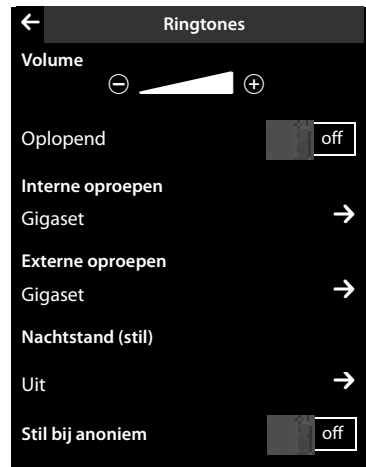 Ringtones
Volume
Oplopend off
Interne oproepen
Gigaset
Externe oproepen
Gigaset
Nachtstand (stil)
Uit
Stil bij anoniem off